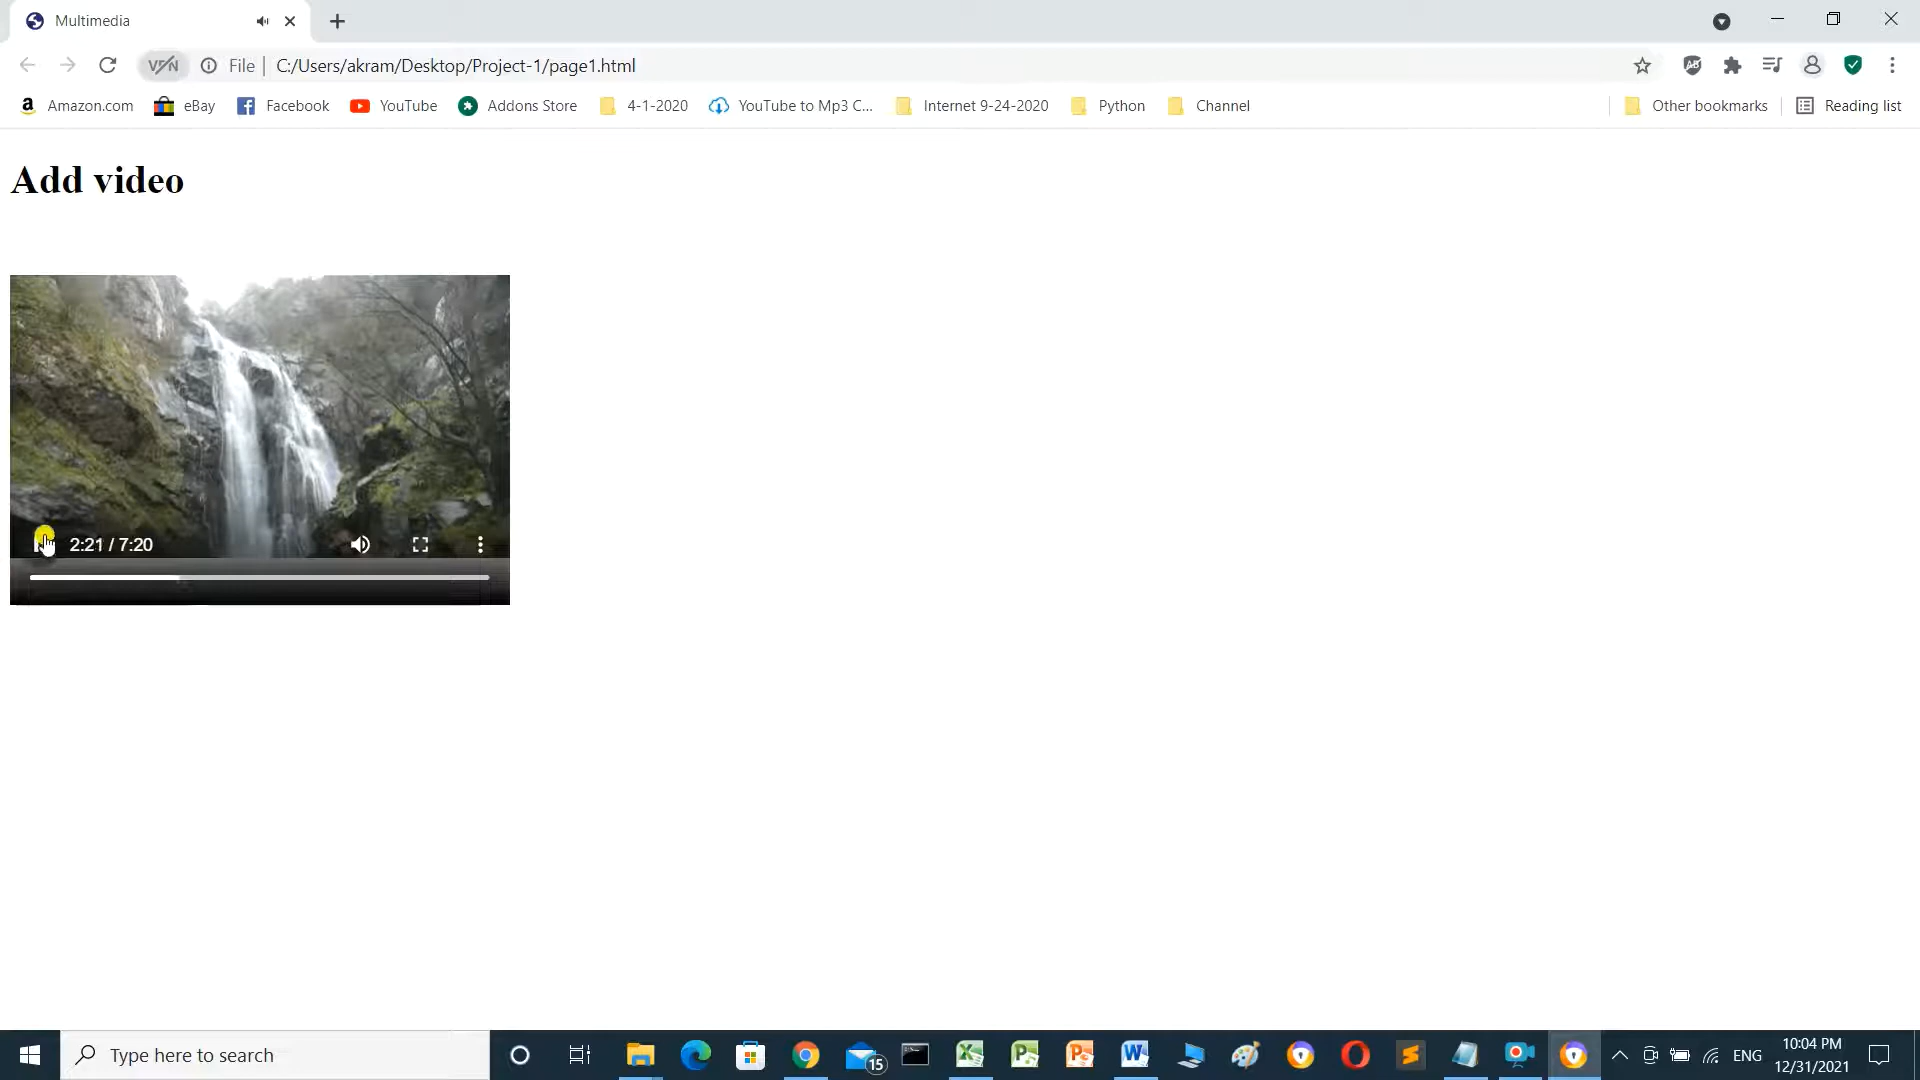 Multimedia
VPN
File
C:/Users/akram/Desktop/Project-1/page1.html
Amazon.com
eBay
Facebook
YouTube
Addons Store
4-1-2020
YouTube to Mp3 C...
Internet 9-24-2020
Python
Channel
Other bookmarks
Reading list
Add video
2:21 / 7:20
Type here to search
15
ENG
10:04 PM
12/31/2021